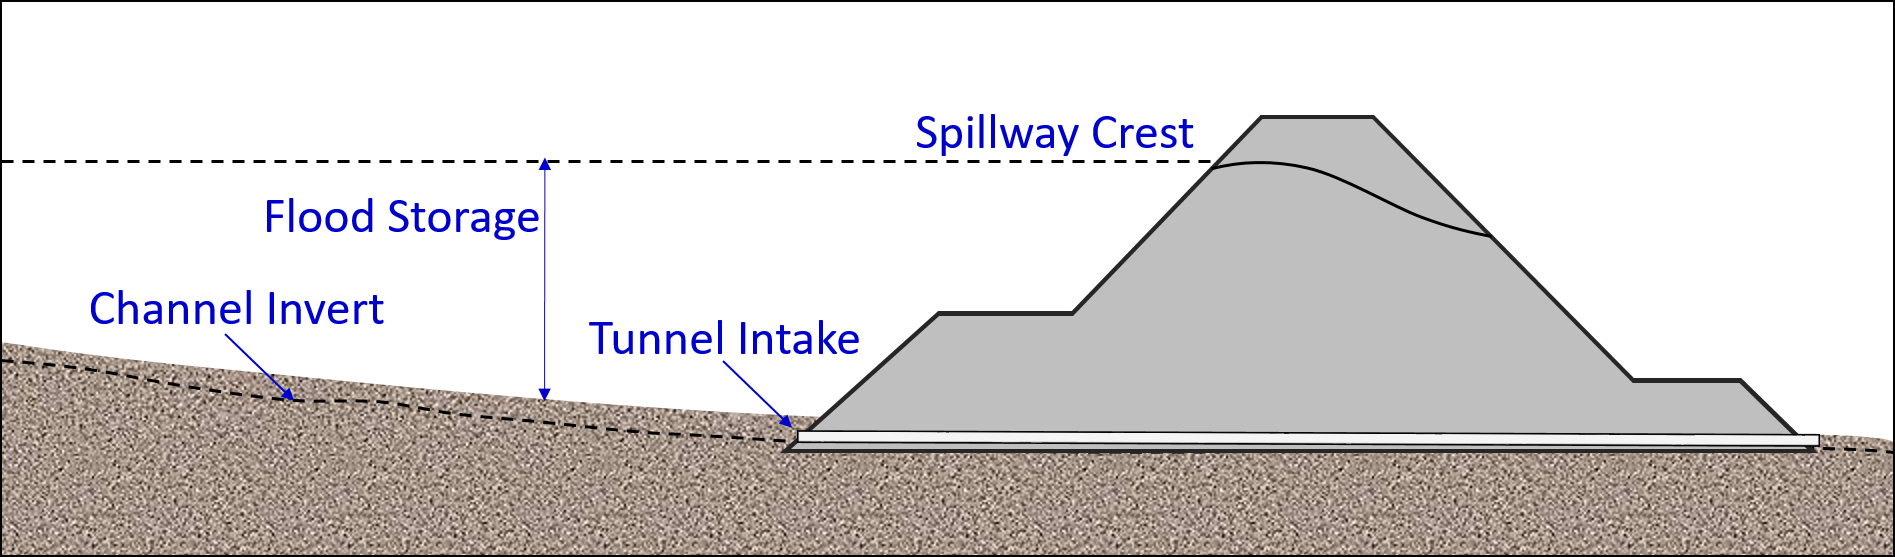 Spillway Crest
Flood Storage
Channel Invert
Tunnel Intake